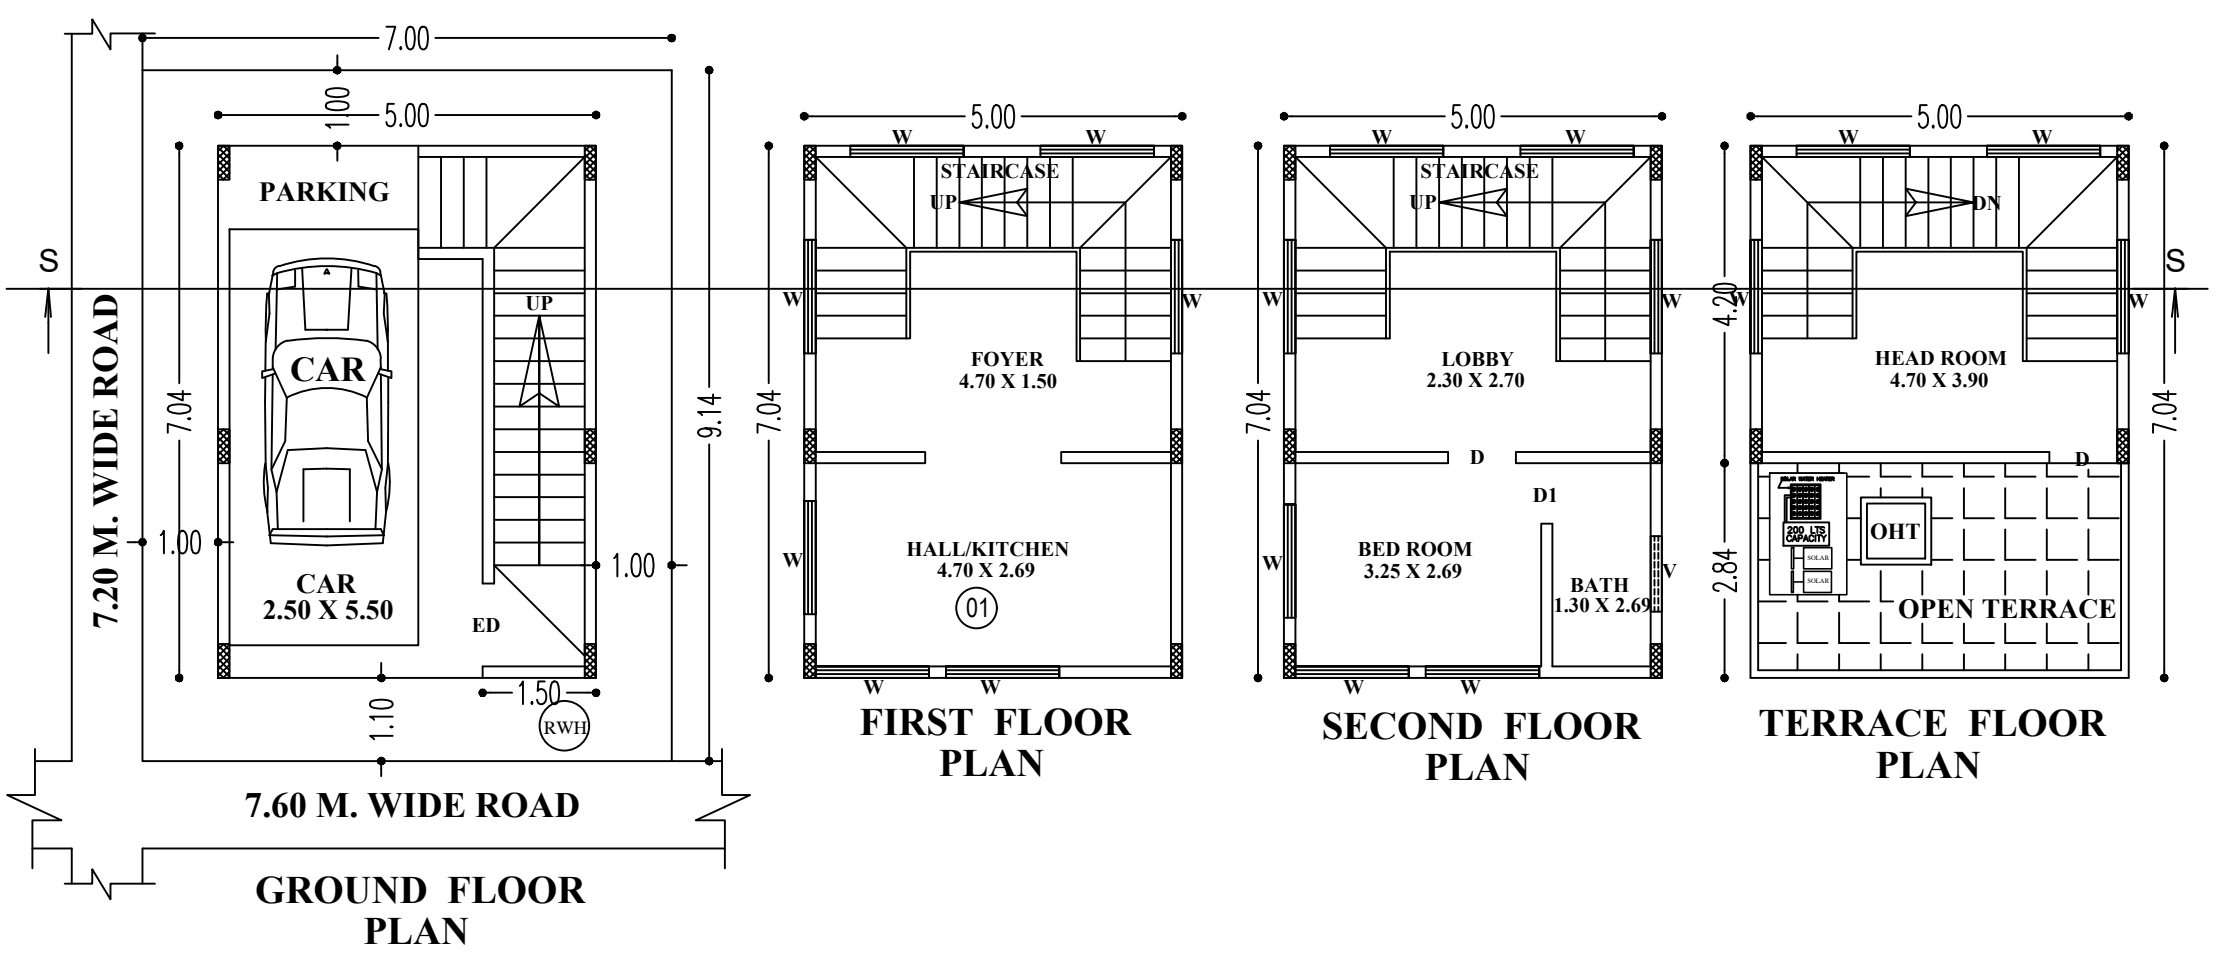 7.00
1.00
5.00
PARKING
S
UP
CAR
7.20 M. WIDE ROAD
7.04
9.14
1.00
1.00
CAR
2.50 X 5.50
ED
1.50
1.10
RWH
7.60 M. WIDE ROAD
GROUND FLOOR
PLAN
5.00
W
W
STAIRCASE
UP
W
W
FOYER
4.70 X 1.50
7.04
HALL/KITCHEN
4.70 X 2.69
W
01
W
W
FIRST FLOOR
PLAN
5.00
W
W
STAIRCASE
UP
W
W
LOBBY
2.30 X 2.70
7.04
D
D1
BED ROOM
3.25 X 2.69
W
BATH
1.30 X 2.69
V
W
W
SECOND FLOOR
PLAN
5.00
W
W
DN
S
4.20
W
W
HEAD ROOM
4.70 X 3.90
7.04
D
SOLAR WATER HEATER
200 LTS
CAPACITY
OHT
SOLAR
SOLAR
2.84
OPEN TERRACE
TERRACE FLOOR
PLAN